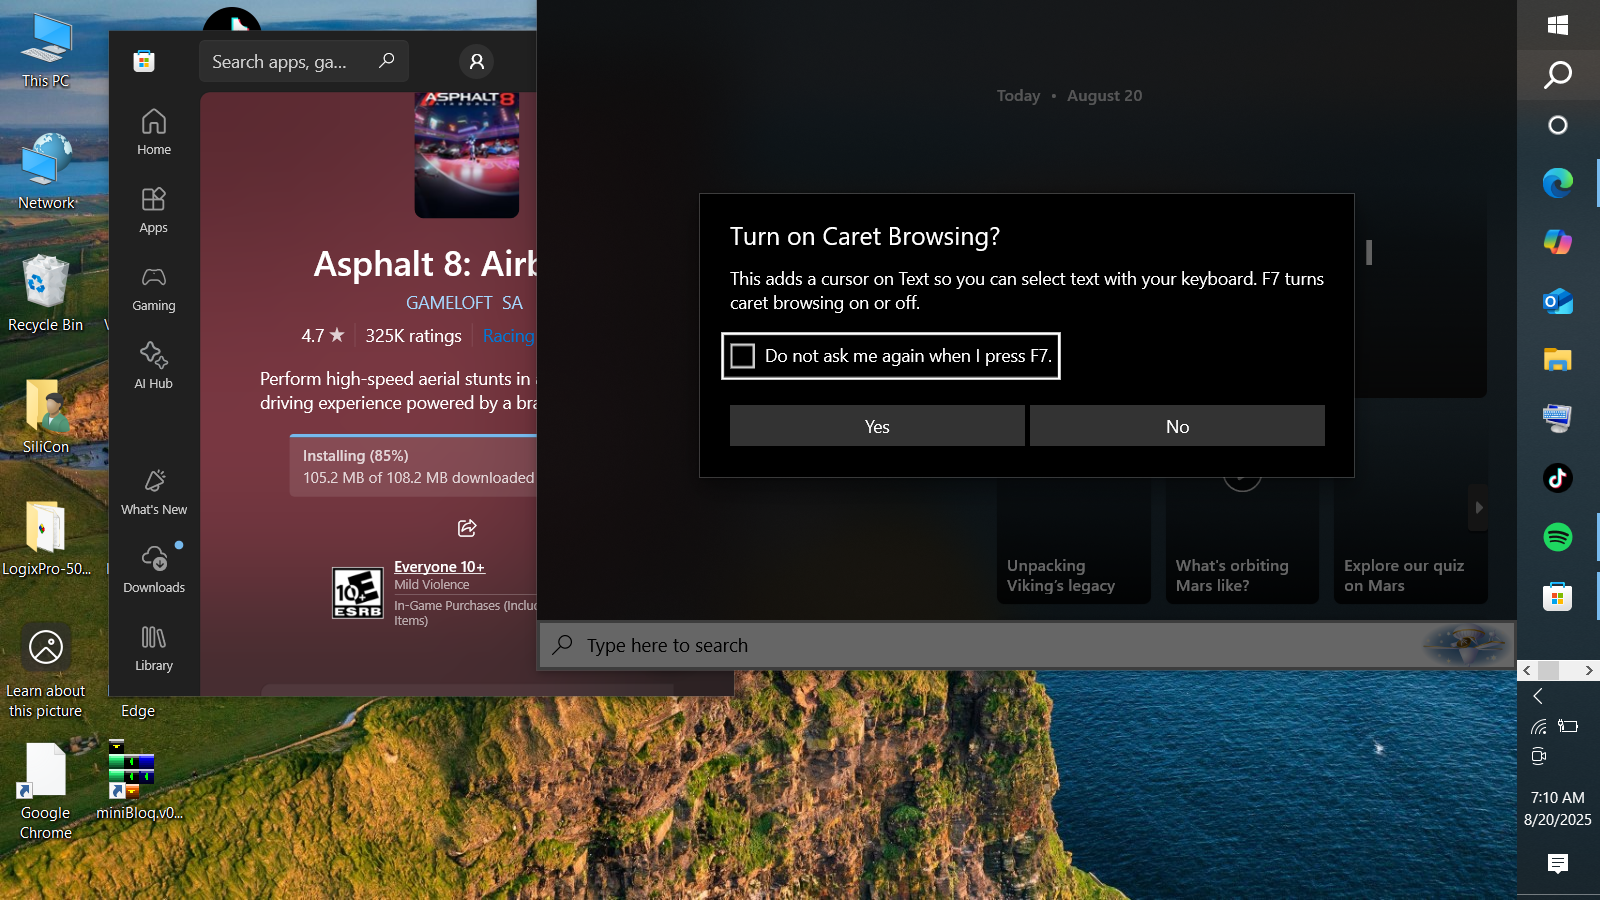 This PC
Network
Recycle Bin
SiliCon
LogixPro-50...
Learn about
this picture
Edge
Google
Chrome
miniBloq.v0...
Search apps, ga...
Home
Apps
Gaming
AI Hub
What's New
Downloads
Library
ASPHALT 8
Asphalt 8: Airb
GAMELOFT SA
4.7 ★
325K ratings
Racing
Perform high-speed aerial stunts in a
driving experience powered by a bra
Installing (85%)
105.2 MB of 108.2 MB downloaded
E
10+
ESRB
Everyone 10+
Mild Violence
In-Game Purchases (Inclu
Items)
Today • August 20
Turn on Caret Browsing?
This adds a cursor on Text so you can select text with your keyboard. F7 turns
caret browsing on or off.
Do not ask me again when I press F7.
Yes
No
Unpacking
Viking's legacy
What's orbiting
Mars like?
Explore our quiz
on Mars
Type here to search
7:10 AM
8/20/2025